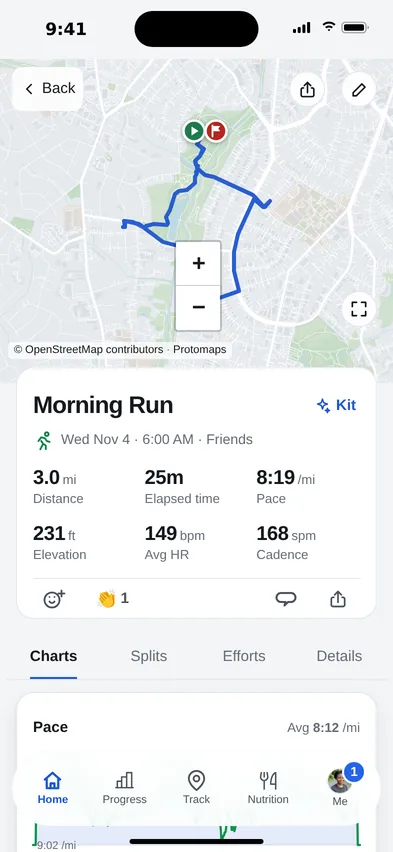 9:41
Back
+
−
© OpenStreetMap contributors · Protomaps
Morning Run
Kit
Wed Nov 4 · 6:00 AM · Friends
3.0 mi 25m 8:19 /mi
Distance Elapsed time Pace
231 ft 149 bpm 168 spm
Elevation Avg HR Cadence
👏 1
Charts Splits Efforts Details
Pace Avg 8:12 /mi
1
Home Progress Track Nutrition Me
9:02 /mi